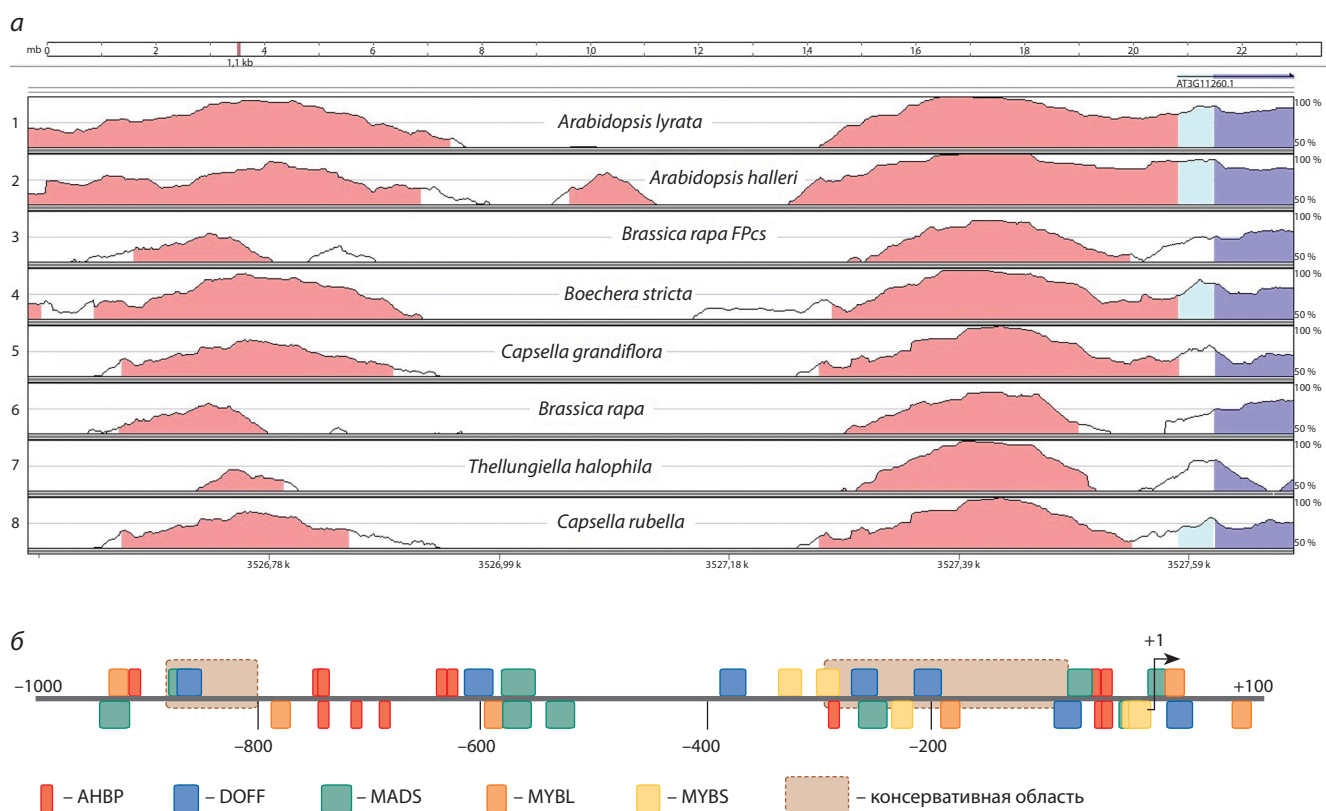 а
mb 0 2 4 6 8 10 12 14 16 18 20 22
1,1 kb
AT3G11260.1
1 Arabidopsis lyrata 100 % 50 %
2 Arabidopsis halleri 100 % 50 %
3 Brassica rapa FPcs 100 % 50 %
4 Boechera stricta 100 % 50 %
5 Capsella grandiflora 100 % 50 %
6 Brassica rapa 100 % 50 %
7 Thellungiella halophila 100 % 50 %
8 Capsella rubella 100 % 50 %
3526,78 k 3526,99 k 3527,18 k 3527,39 k 3527,59 k
б
+1
−1000 +100
−800 −600 −400 −200
– AHBP – DOFF – MADS – MYBL – MYBS – консервативная область